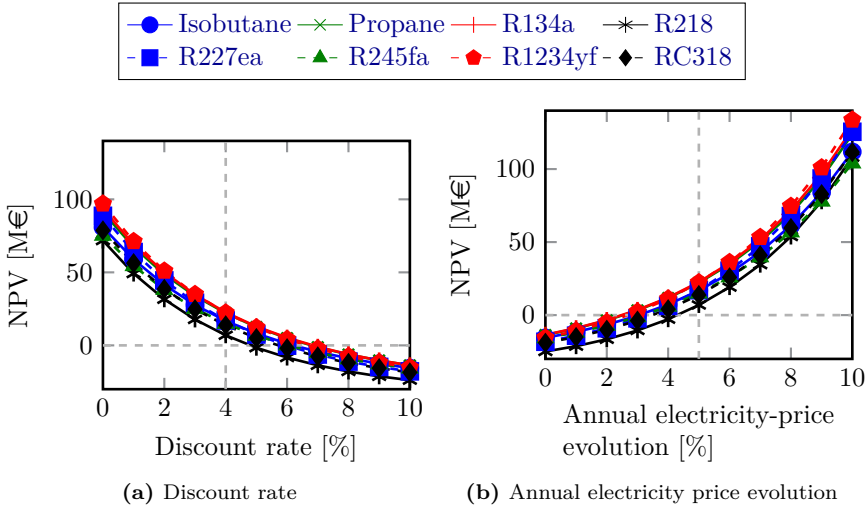 Isobutane Propane R134a R218
R227ea R245fa R1234yf RC318
NPV [M€]
100
50
0
0 2 4 6 8 10
Discount rate [%]
(a) Discount rate
NPV [M€]
100
50
0
0 2 4 6 8 10
Annual electricity-price
evolution [%]
(b) Annual electricity price evolution